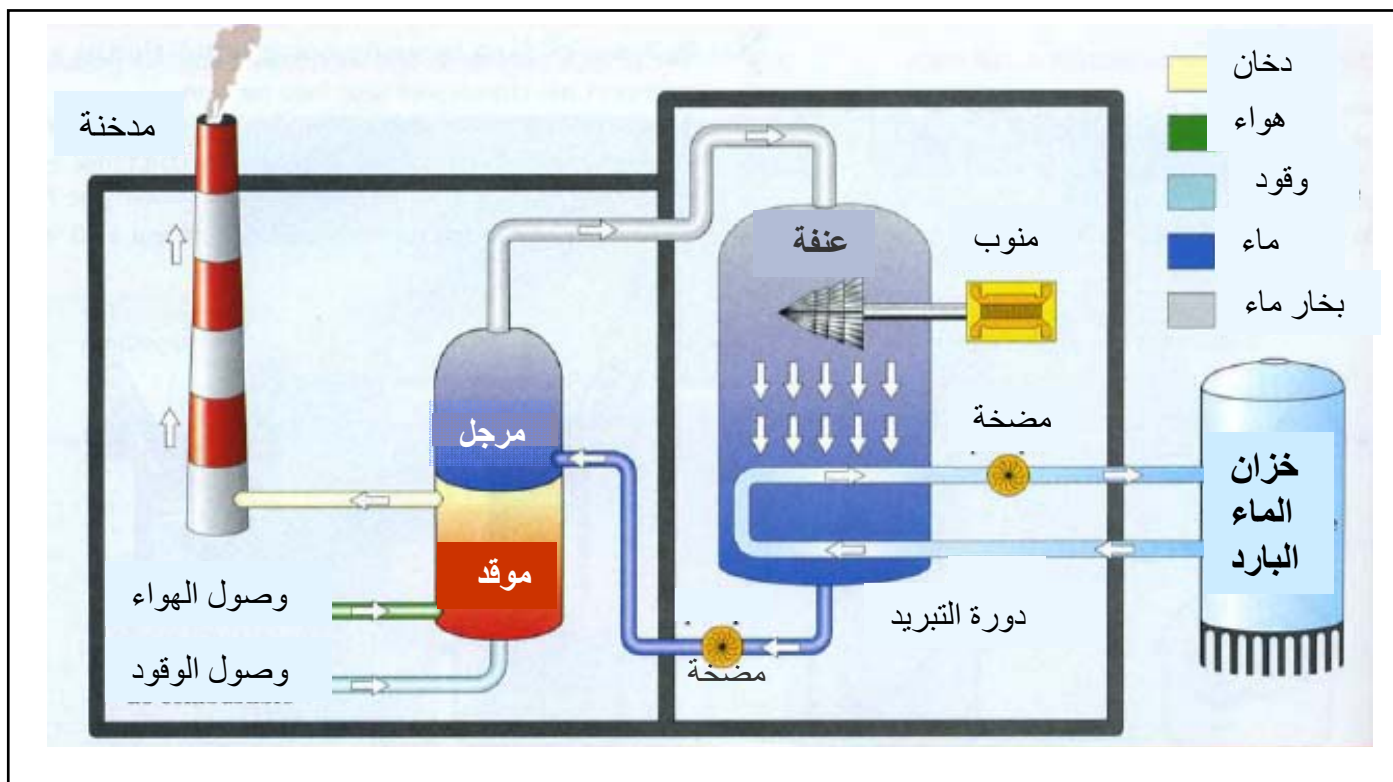 دخان
هواء
وقود
ماء
بخار ماء
مدخنة
عنفة
منوب
مرجل
مضخة
خزان
الماء
البارد
موقد
وصول الهواء
دورة التبريد
وصول الوقود
مضخة